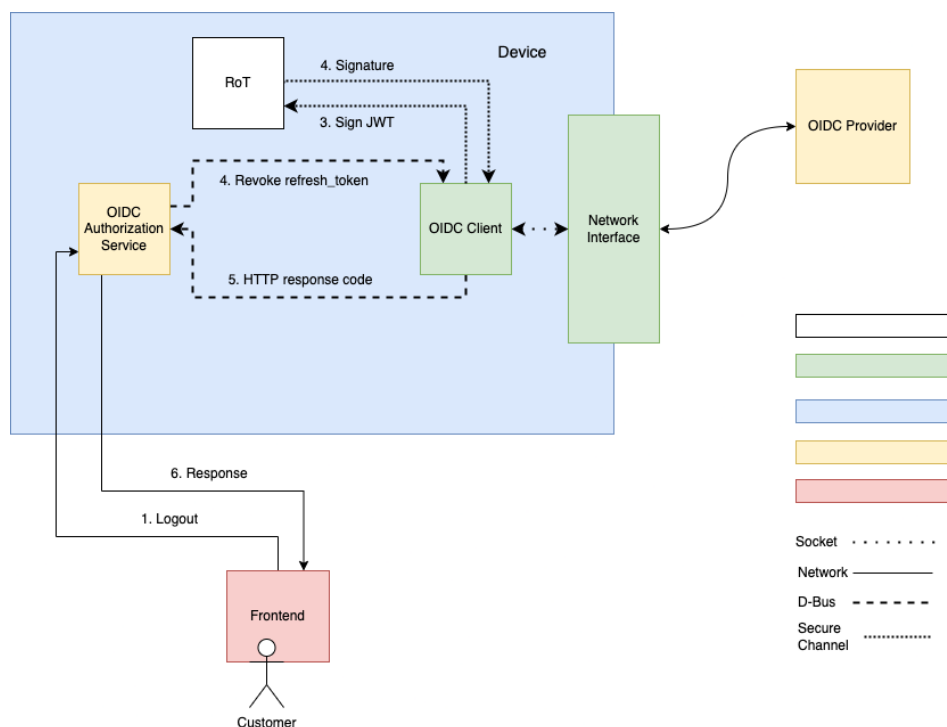 Device
RoT
4. Signature
3. Sign JWT
OIDC Provider
4. Revoke refresh_token
OIDC
Authorization
Service
OIDC Client
Network
Interface
5. HTTP response code
6. Response
1. Logout
Socket
Network
D-Bus
Secure
Channel
Frontend
Customer